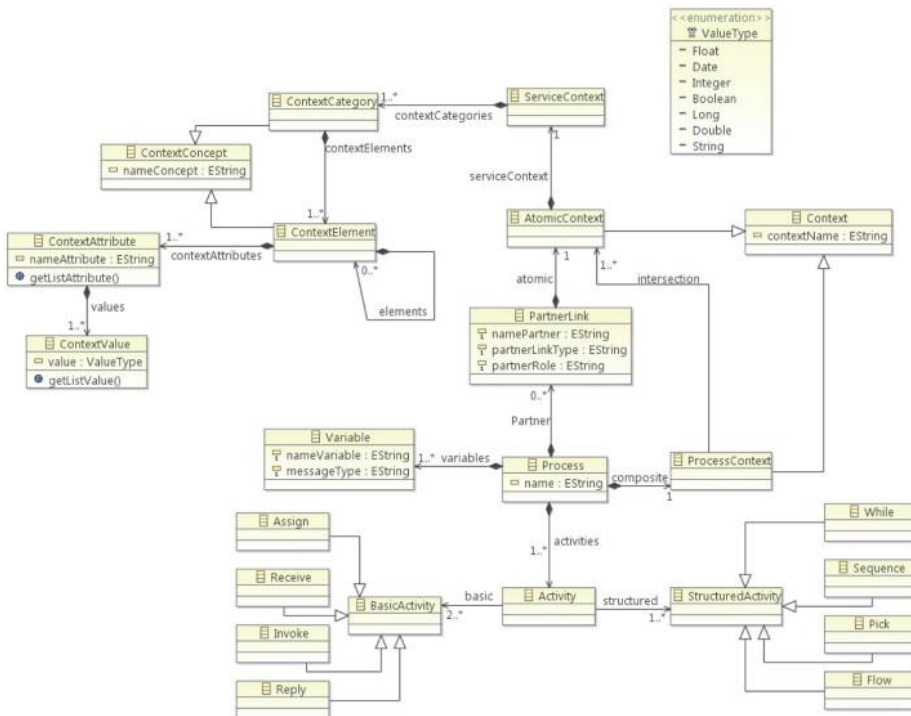 <<enumeration>>
ValueType
Float
Date
Integer
Boolean
Long
Double
String
ContextCategory
1..*
contextCategories
ServiceContext
1
contextElements
serviceContext
ContextConcept
nameConcept : EString
1..*
ContextElement
0..*
elements
ContextAttribute
nameAttribute : EString
getListAttribute()
1..*
contextAttributes
values
1..*
ContextValue
value : ValueType
getListValue()
AtomicContext
1
1..*
atomic
intersection
Context
contextName : EString
PartnerLink
namePartner : EString
partnerLinkType : EString
partnerRole : EString
0..*
Partner
Variable
nameVariable : EString
messageType : EString
1..*
variables
Process
name : EString
composite
1
ProcessContext
activities
1..*
Assign
Receive
Invoke
Reply
BasicActivity
basic
2..*
Activity
structured
1..*
StructuredActivity
While
Sequence
Pick
Flow